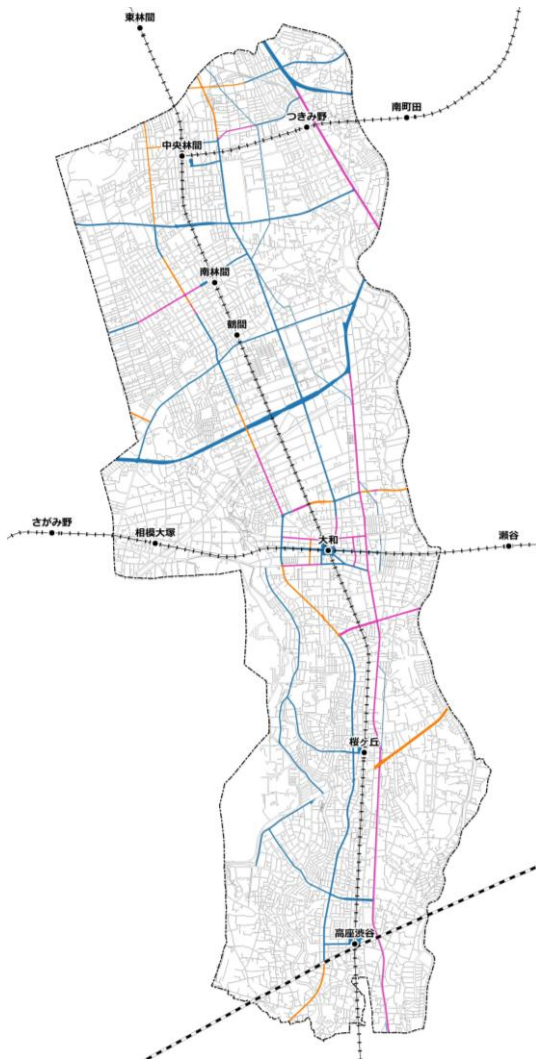 東林間
南町田
つきみ野
中央林間
南林間
鶴間
さがみ野
相模大塚
大和
瀬谷
桜ヶ丘
高座渋谷